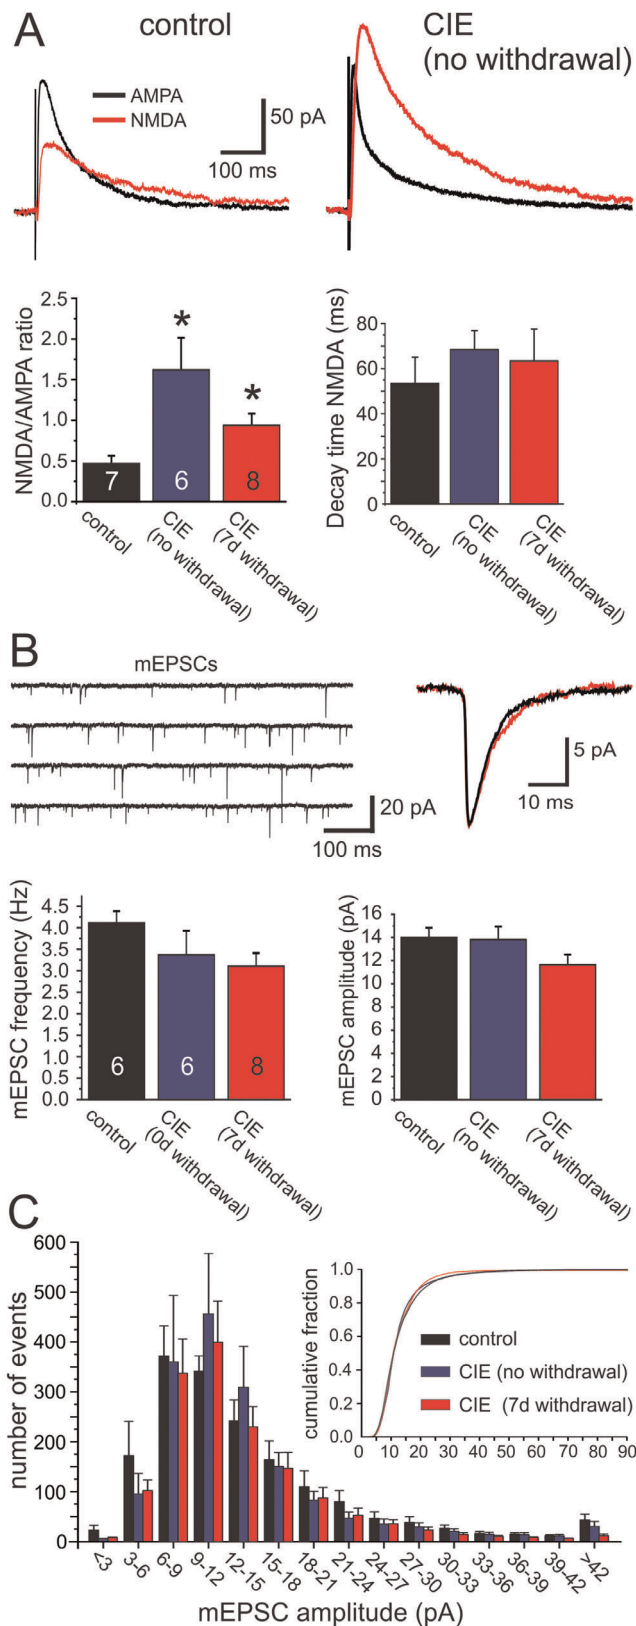 A
control
CIE
(no withdrawal)
AMPA
NMDA
50 pA
100 ms
NMDA/AMPA ratio
2.5
2.0
1.5
1.0
0.5
0.0
*
*
7
6
8
control
CIE
(no withdrawal)
CIE
(7d withdrawal)
Decay time NMDA (ms)
80
60
40
20
0
control
CIE
(no withdrawal)
CIE
(7d withdrawal)
B
mEPSCs
20 pA
100 ms
5 pA
10 ms
mEPSC frequency (Hz)
4.5
4.0
3.5
3.0
2.5
2.0
1.5
1.0
0.5
0.0
6
6
8
control
CIE
(0d withdrawal)
CIE
(7d withdrawal)
mEPSC amplitude (pA)
16
14
12
10
8
6
4
2
0
control
CIE
(no withdrawal)
CIE
(7d withdrawal)
C
number of events
600
500
400
300
200
100
0
<3
3-6
6-9
9-12
12-15
15-18
18-21
21-24
24-27
27-30
30-33
33-36
36-39
39-42
>42
mEPSC amplitude (pA)
cumulative fraction
1.0
0.8
0.6
0.4
0.2
0.0
0 10 20 30 40 50 60 70 80 90
control
CIE (no withdrawal)
CIE (7d withdrawal)